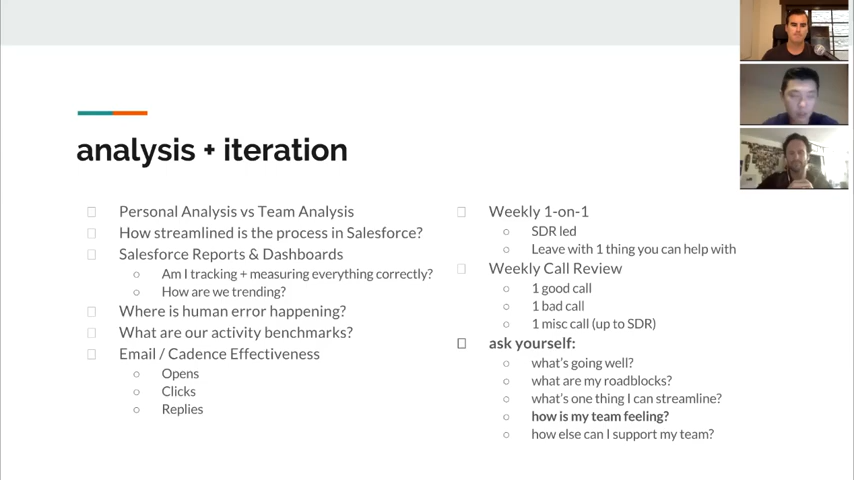 analysis + iteration
Personal Analysis vs Team Analysis
How streamlined is the process in Salesforce?
Salesforce Reports & Dashboards
Am I tracking + measuring everything correctly?
How are we trending?
Where is human error happening?
What are our activity benchmarks?
Email / Cadence Effectiveness
Opens
Clicks
Replies
Weekly 1-on-1
SDR led
Leave with 1 thing you can help with
Weekly Call Review
1 good call
1 bad call
1 misc call (up to SDR)
ask yourself:
what's going well?
what are my roadblocks?
what's one thing I can streamline?
how is my team feeling?
how else can I support my team?